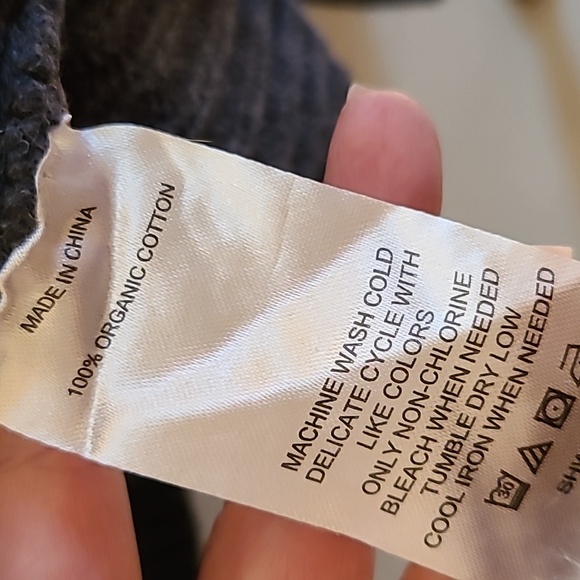 MADE IN CHINA
100% ORGANIC COTTON
MACHINE WASH COLD
DELICATE CYCLE WITH
LIKE COLORS
ONLY NON-CHLORINE
BLEACH WHEN NEEDED
TUMBLE DRY LOW
COOL IRON WHEN NEEDED
30